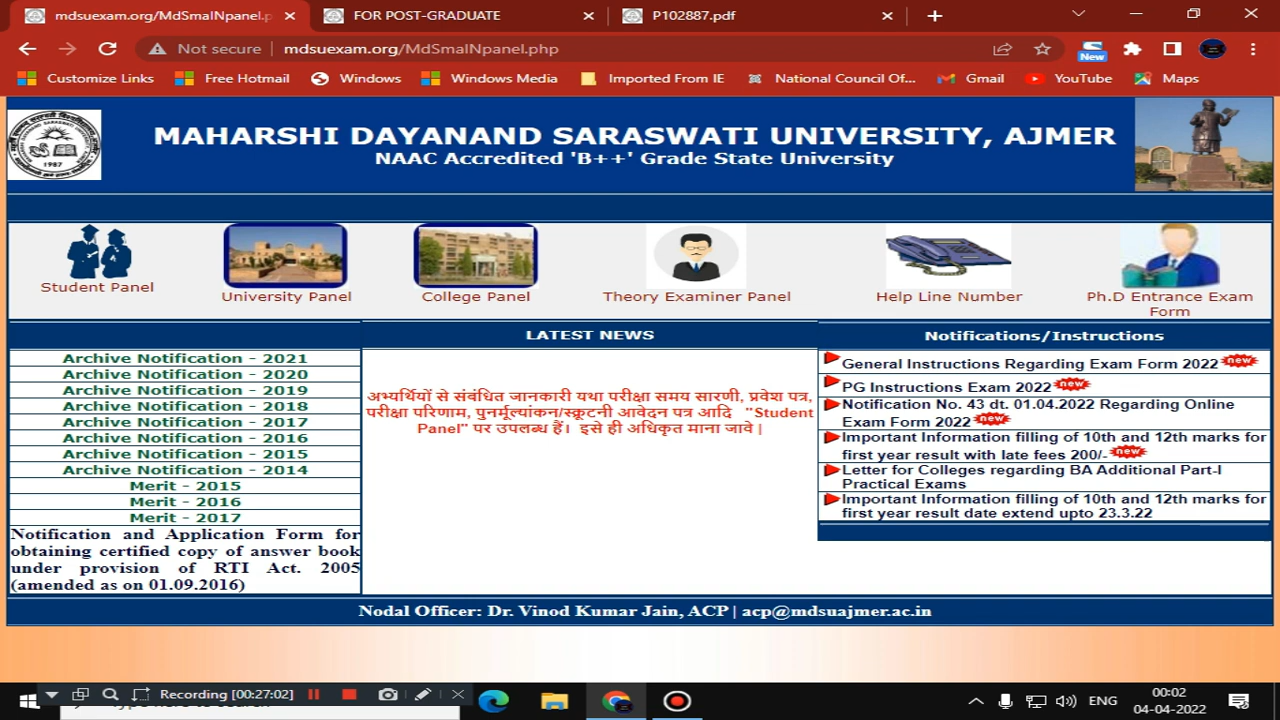 mdsuexam.org/MdSmalNpanel.p
FOR POST-GRADUATE
P102887.pdf
Not secure
mdsuexam.org/MdSmalNpanel.php
New
Customize Links
Free Hotmail
Windows
Windows Media
Imported From IE
National Council Of...
Gmail
YouTube
Maps
1987
MAHARSHI DAYANAND SARASWATI UNIVERSITY, AJMER
NAAC Accredited 'B++' Grade State University
Student Panel
University Panel
College Panel
Theory Examiner Panel
Help Line Number
Ph.D Entrance Exam
Form
Archive Notification - 2021
Archive Notification - 2020
Archive Notification - 2019
Archive Notification - 2018
Archive Notification - 2017
Archive Notification - 2016
Archive Notification - 2015
Archive Notification - 2014
Merit - 2015
Merit - 2016
Merit - 2017
Notification and Application Form for
obtaining certified copy of answer book
under provision of RTI Act. 2005
(amended as on 01.09.2016)
LATEST NEWS
अभ्यर्थियों से संबंधित जानकारी यथा परीक्षा समय सारणी, प्रवेश पत्र,
परीक्षा परिणाम, पुनर्मूल्यांकन/स्क्रूटनी आवेदन पत्र आदि "Student
Panel" पर उपलब्ध हैं। इसे ही अधिकृत माना जावे |
Notifications/Instructions
General Instructions Regarding Exam Form 2022 new
PG Instructions Exam 2022 new
Notification No. 43 dt. 01.04.2022 Regarding Online
Exam Form 2022 new
Important Information filling of 10th and 12th marks for
first year result with late fees 200/- new
Letter for Colleges regarding BA Additional Part-I
Practical Exams
Important Information filling of 10th and 12th marks for
first year result date extend upto 23.3.22
Nodal Officer: Dr. Vinod Kumar Jain, ACP | acp@mdsuajmer.ac.in
Recording [00:27:02]
ENG
00:02
04-04-2022